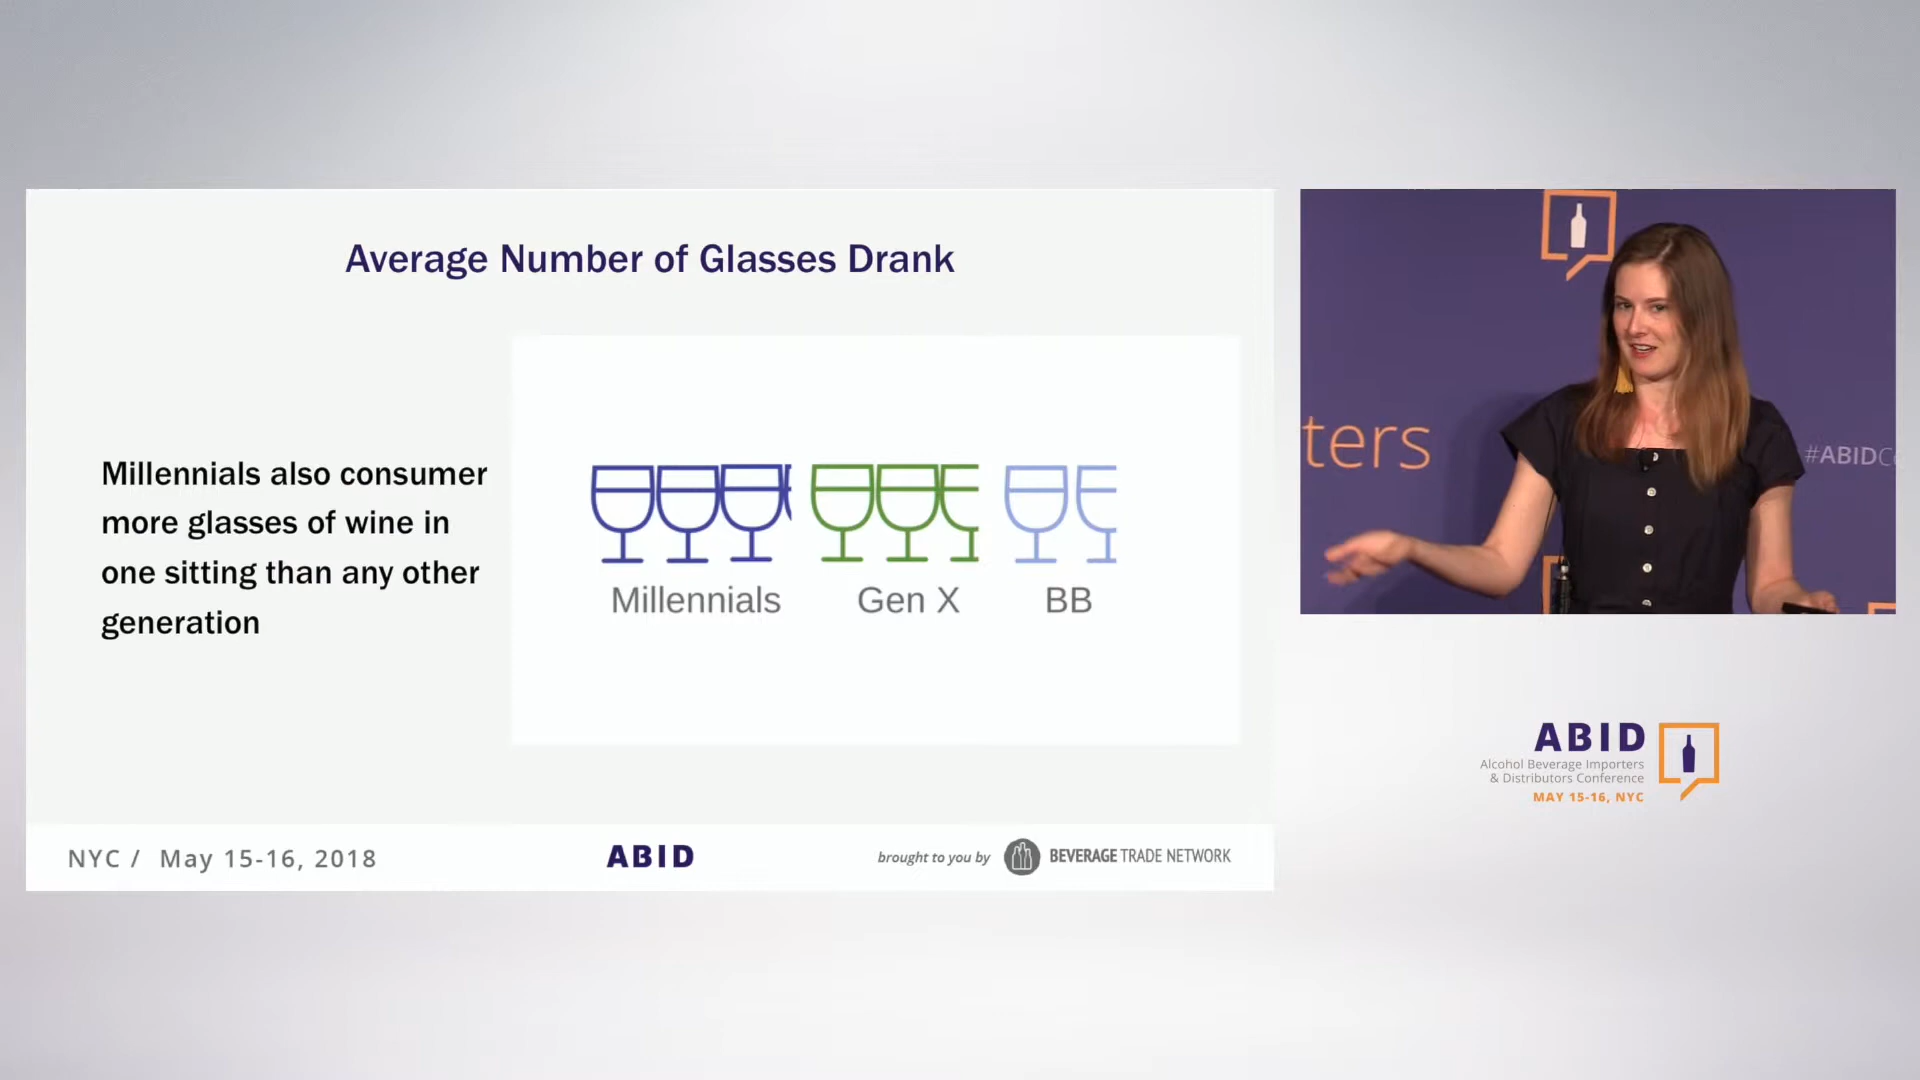 Average Number of Glasses Drank
Millennials also consumer
more glasses of wine in
one sitting than any other
generation
Millennials
Gen X
BB
NYC / May 15-16, 2018
ABID
brought to you by
BEVERAGE TRADE NETWORK
ters
#ABIDC
ABID
Alcohol Beverage Importers
& Distributors Conference
MAY 15-16, NYC